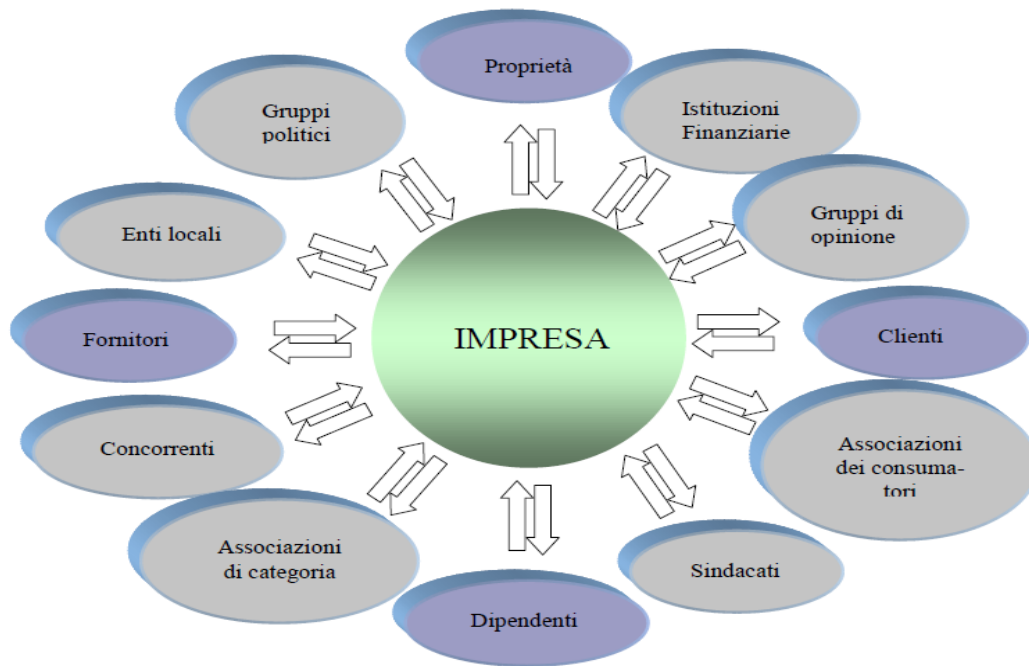 Proprietà
Gruppi
politici
Istituzioni
Finanziarie
Enti locali
Gruppi di
opinione
Fornitori
IMPRESA
Clienti
Concorrenti
Associazioni
dei consuma-
tori
Associazioni
di categoria
Sindacati
Dipendenti